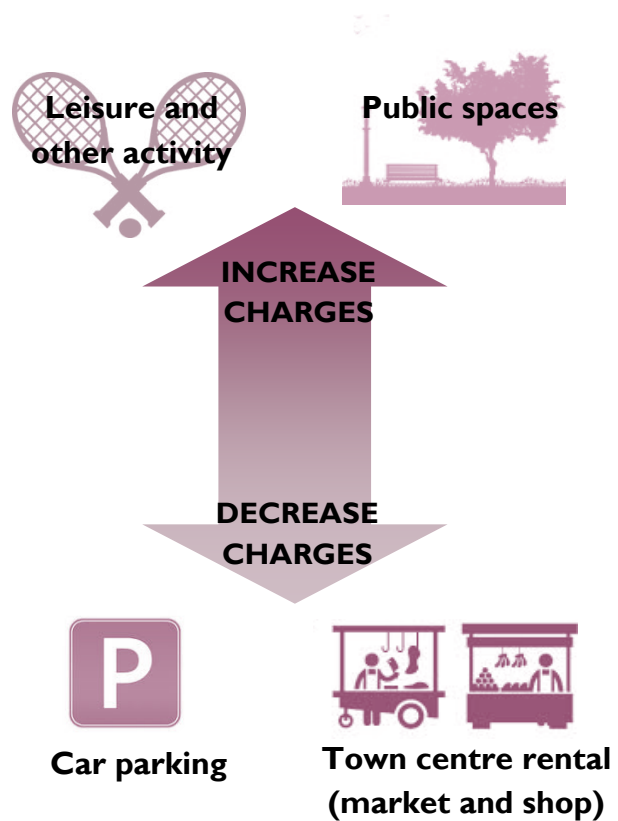 Leisure and
other activity
Public spaces
INCREASE
CHARGES
DECREASE
CHARGES
P
Car parking
Town centre rental
(market and shop)